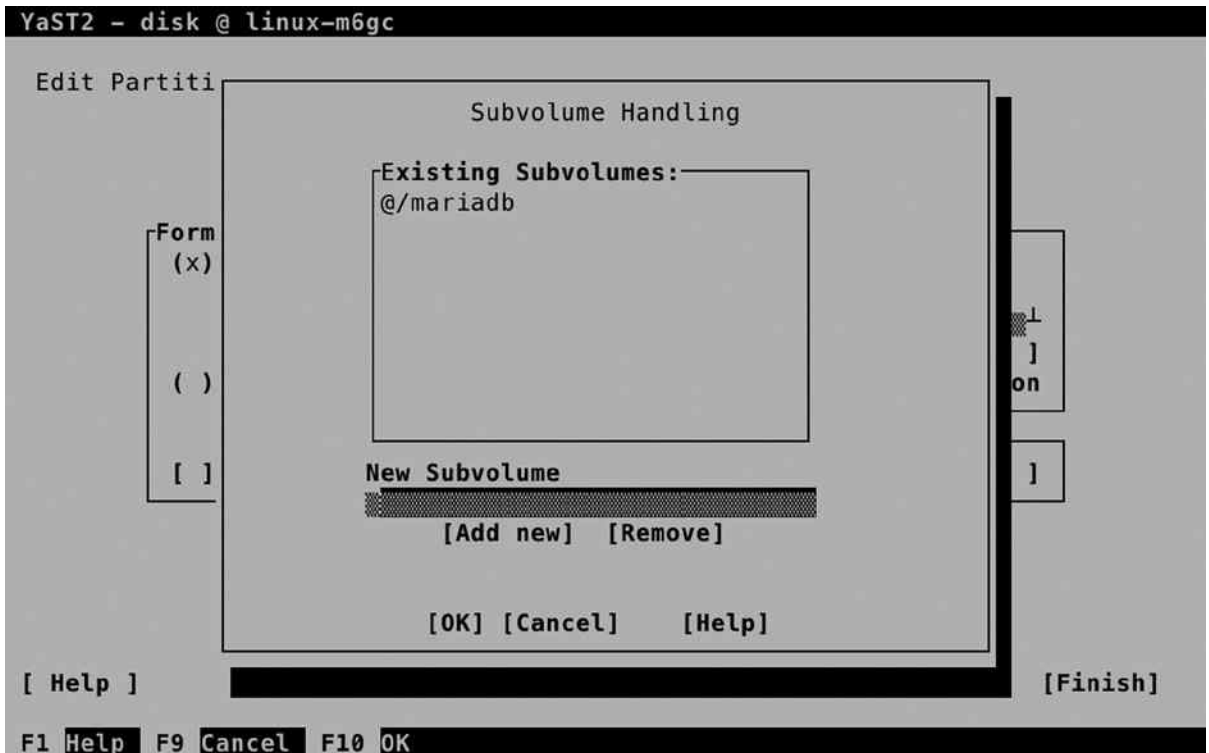 YaST2 – disk @ linux–m6gc
Edit Partiti
Subvolume Handling
Existing Subvolumes:
@/mariadb
Form
(x)
]
( )
on
[ ]
New Subvolume
]
[Add new] [Remove]
[OK] [Cancel] [Help]
[ Help ]
[Finish]
F1 Help F9 Cancel F10 OK